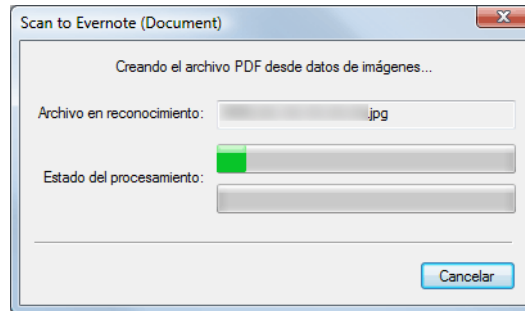 Scan to Evernote (Document)
Creando el archivo PDF desde datos de imágenes...
Archivo en reconocimiento: .jpg
Estado del procesamiento:
Cancelar